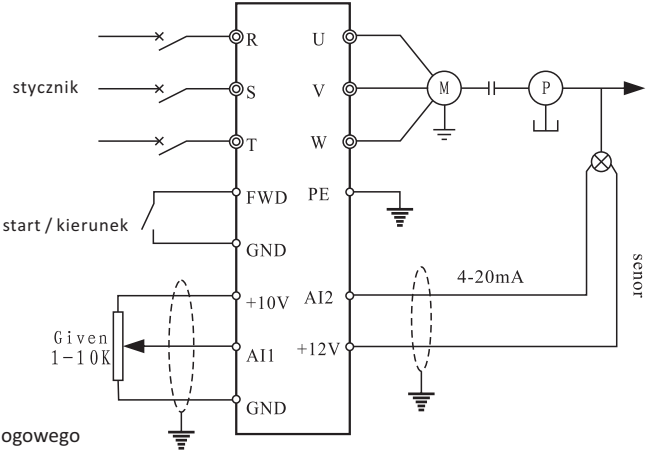 R U
stycznik S V M P
T W
FWD PE
start / kierunek
GND
4-20mA
senor
+10V AI2
Given
1-10K AI1 +12V
GND
ogowego